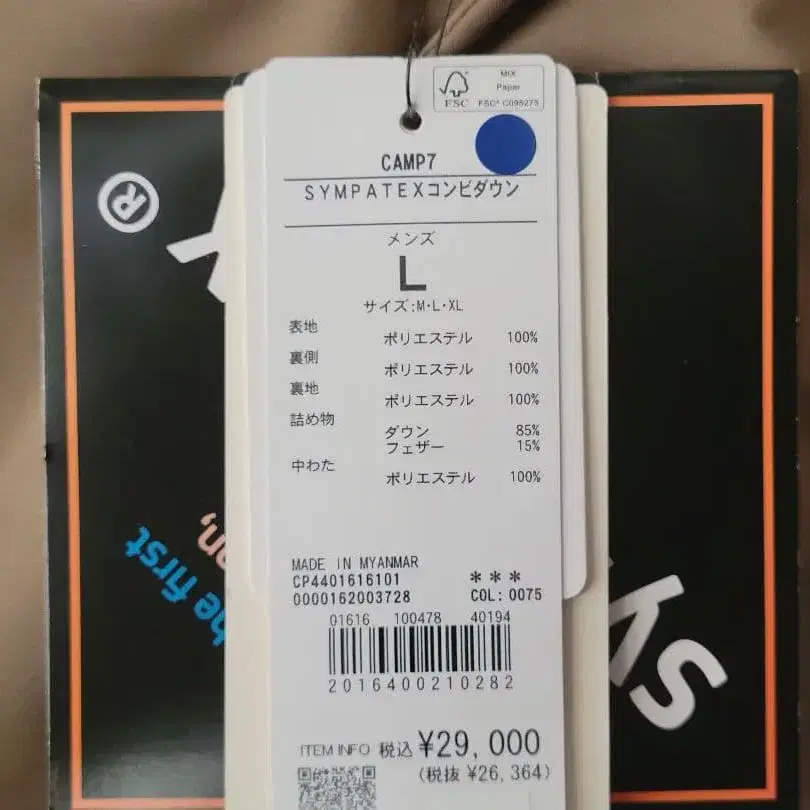 MIX
Paper
FSC
FSC® C095275
CAMP7
SYMPATEXコンビダウン
メンズ
L
サイズ:M・L・XL
表地 ポリエステル 100%
裏側 ポリエステル 100%
裏地 ポリエステル 100%
詰め物 ダウン 85%
フェザー 15%
中わた ポリエステル 100%
MADE IN MYANMAR
CP4401616101 ***
0000162003728 COL: 0075
01616 100478 40194
2016400210282
ITEM INFO 税込 ¥29,000
(税抜 ¥26,364)
®
the first
sy